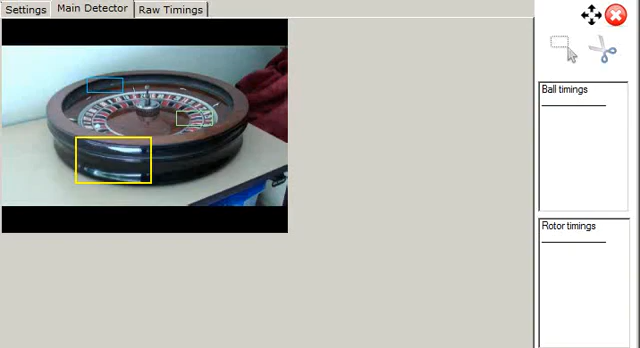 Settings
Main Detector
Raw Timings
Ball timings
Rotor timings